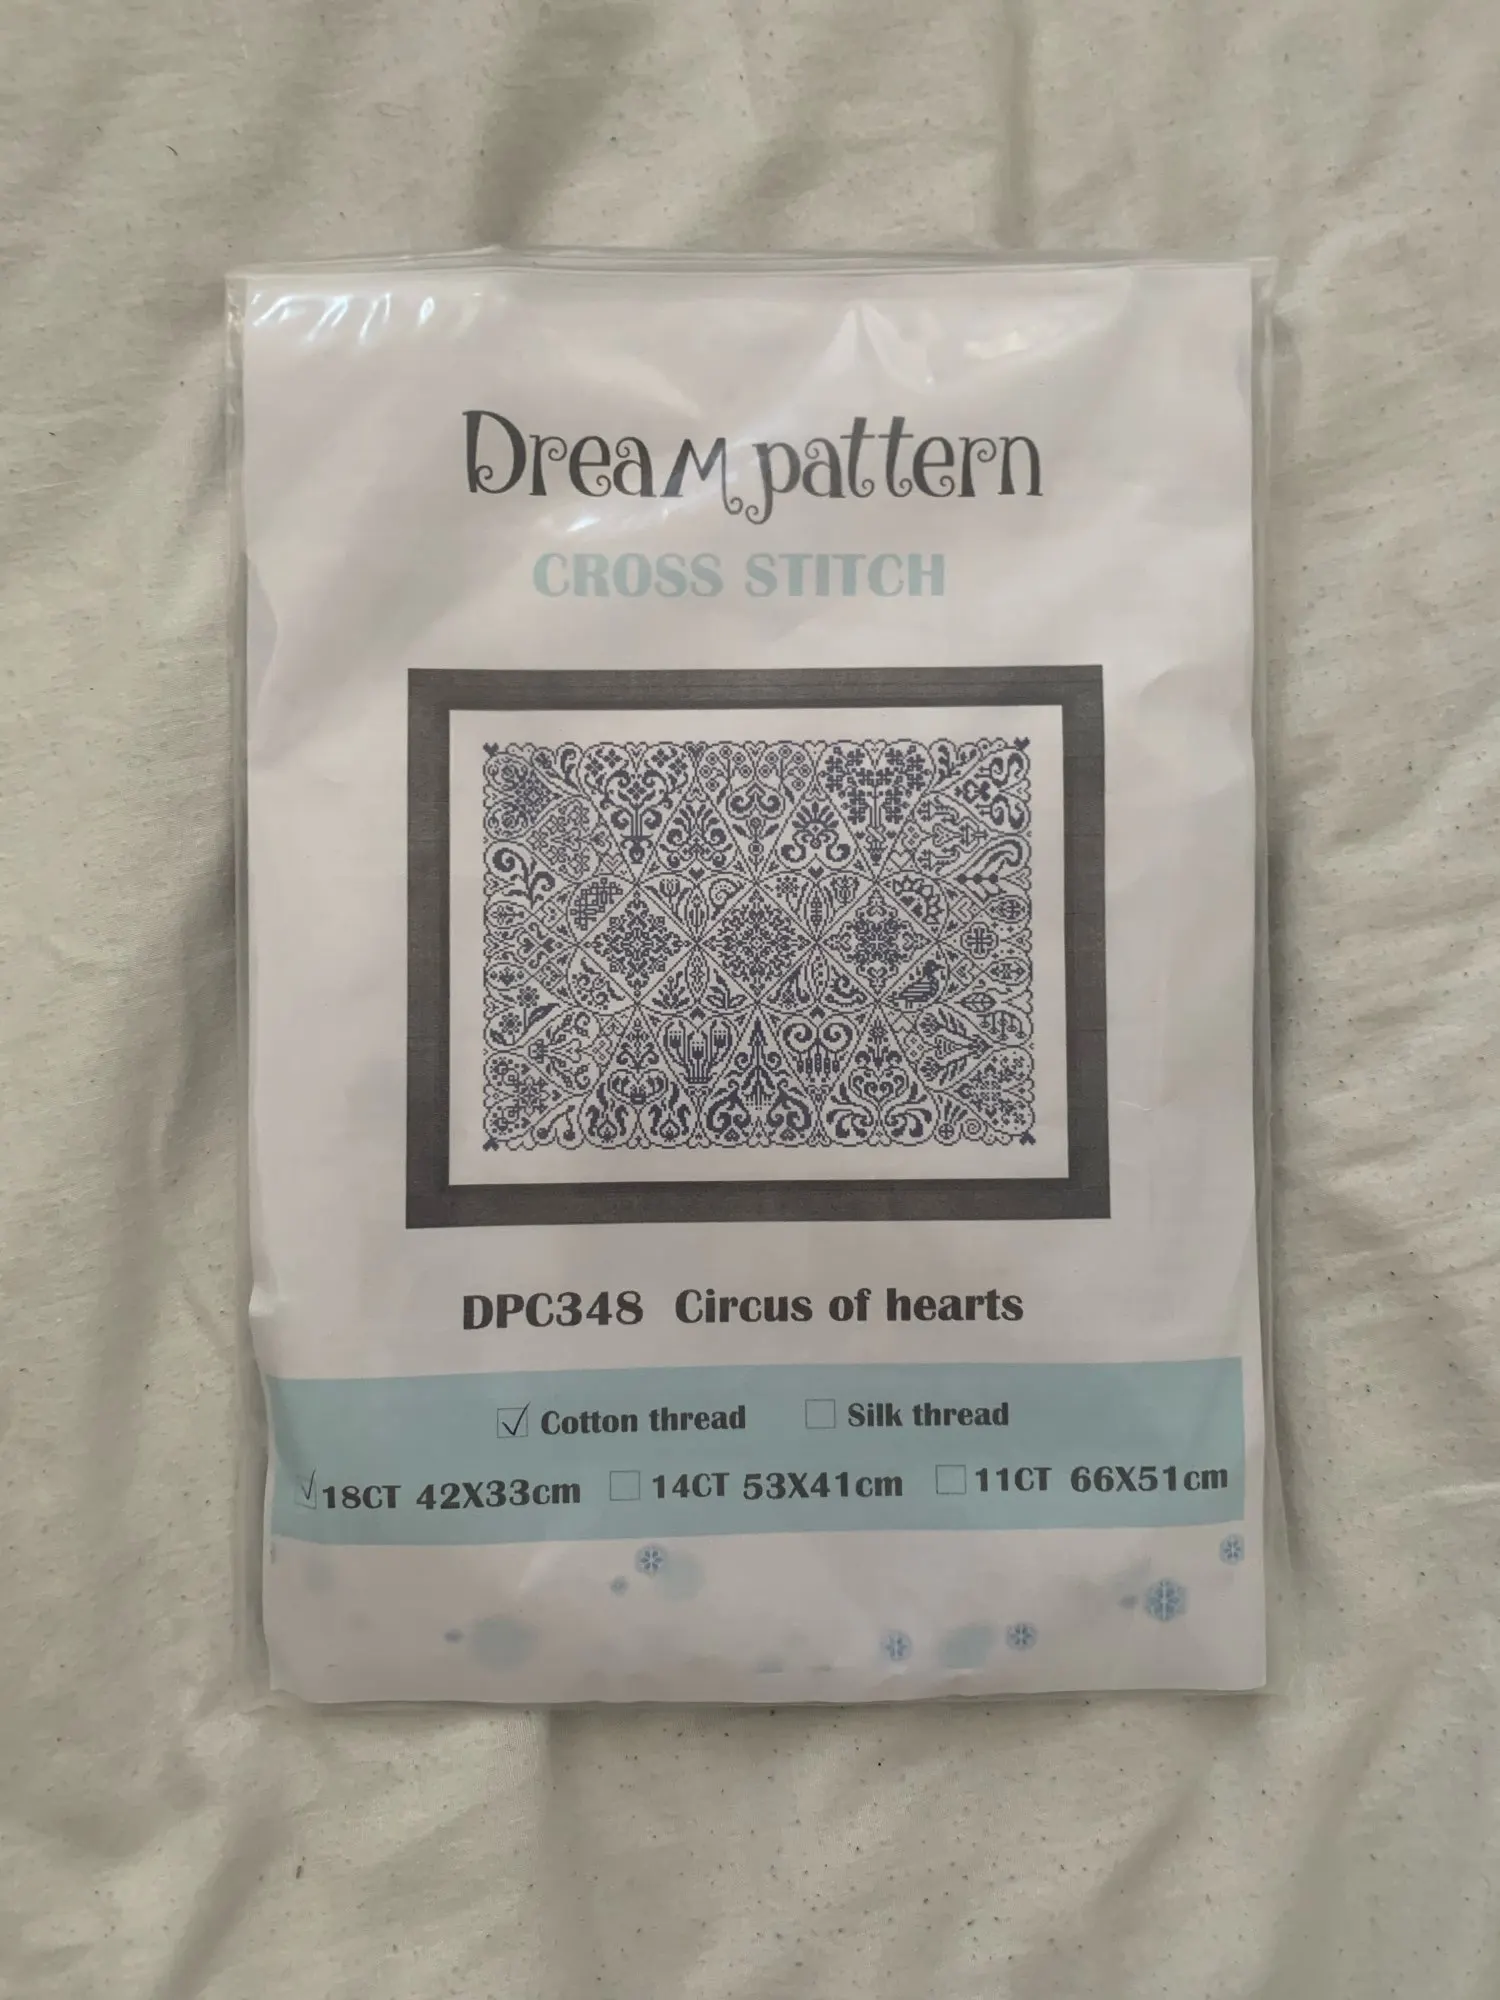 Dream pattern
CROSS STITCH
DPC348 Circus of hearts
Cotton thread Silk thread
18CT 42X33cm 14CT 53X41cm 11CT 66X51cm